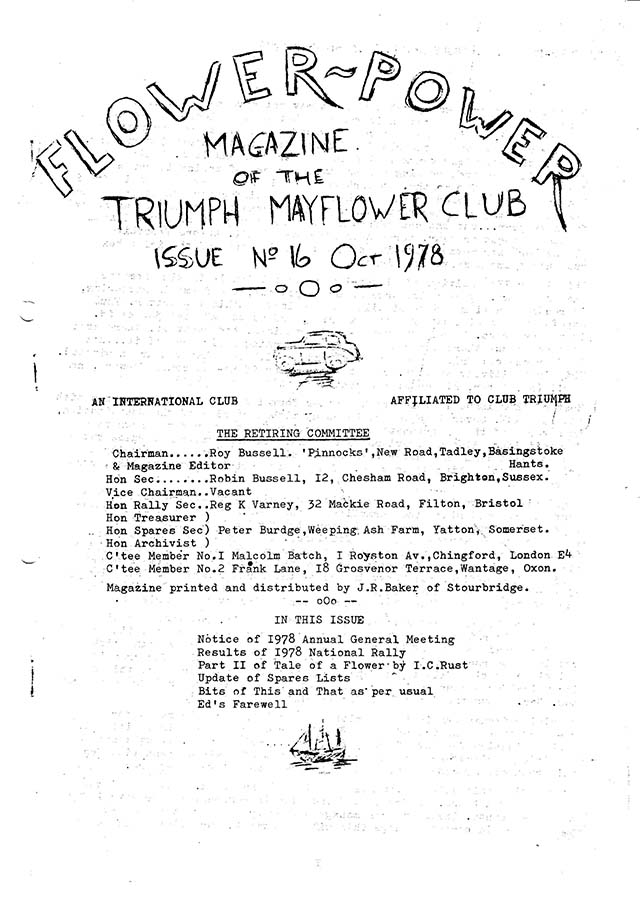 FLOWER~POWER
MAGAZINE.
OF THE
TRIUMPH MAYFLOWER CLUB
ISSUE Nº 16 OCT 1978
—oOo—
AN INTERNATIONAL CLUB AFFILIATED TO CLUB TRIUMPH
THE RETIRING COMMITTEE
Chairman......Roy Bussell. 'Pinnocks',New Road,Tadley,Basingstoke
& Magazine Editor Hants.
Hon Sec........Robin Bussell, I2, Chesham Road, Brighton,Sussex.
Vice Chairman..Vacant
Hon Rally Sec..Reg K Varney, 32 Mackie Road, Filton, Bristol
Hon Treasurer )
Hon Spares Sec) Peter Burdge,Weeping Ash Farm, Yatton, Somerset.
Hon Archivist )
C'tee Member No.I Malcolm Batch, I Royston Av.,Chingford, London E4
C'tee Member No.2 Frank Lane, I8 Grosvenor Terrace,Wantage, Oxon.
Magazine printed and distributed by J.R.Baker of Stourbridge.
-- oOo --
IN THIS ISSUE
Notice of I978 Annual General Meeting
Results of I978 National Rally
Part II of Tale of a Flower by I.C.Rust
Update of Spares Lists
Bits of This and That as per usual
Ed's Farewell